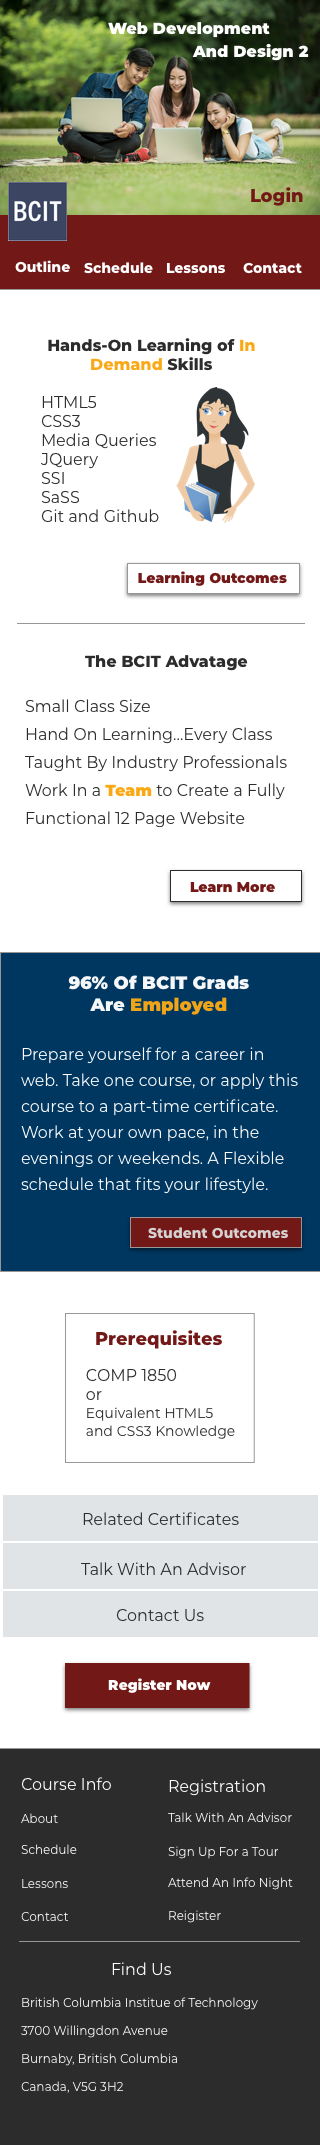 Web Development
And Design 2
Login
BCIT
Outline Schedule Lessons Contact
Hands-On Learning of In
Demand Skills
HTML5
CSS3
Media Queries
JQuery
SSI
SaSS
Git and Github
Learning Outcomes
The BCIT Advatage
Small Class Size
Hand On Learning...Every Class
Taught By Industry Professionals
Work In a Team to Create a Fully
Functional 12 Page Website
Learn More
96% Of BCIT Grads
Are Employed
Prepare yourself for a career in
web. Take one course, or apply this
course to a part-time certificate.
Work at your own pace, in the
evenings or weekends. A Flexible
schedule that fits your lifestyle.
Student Outcomes
Prerequisites
COMP 1850
or
Equivalent HTML5
and CSS3 Knowledge
Related Certificates
Talk With An Advisor
Contact Us
Register Now
Course Info
About
Schedule
Lessons
Contact
Registration
Talk With An Advisor
Sign Up For a Tour
Attend An Info Night
Reigister
Find Us
British Columbia Institue of Technology
3700 Willingdon Avenue
Burnaby, British Columbia
Canada, V5G 3H2